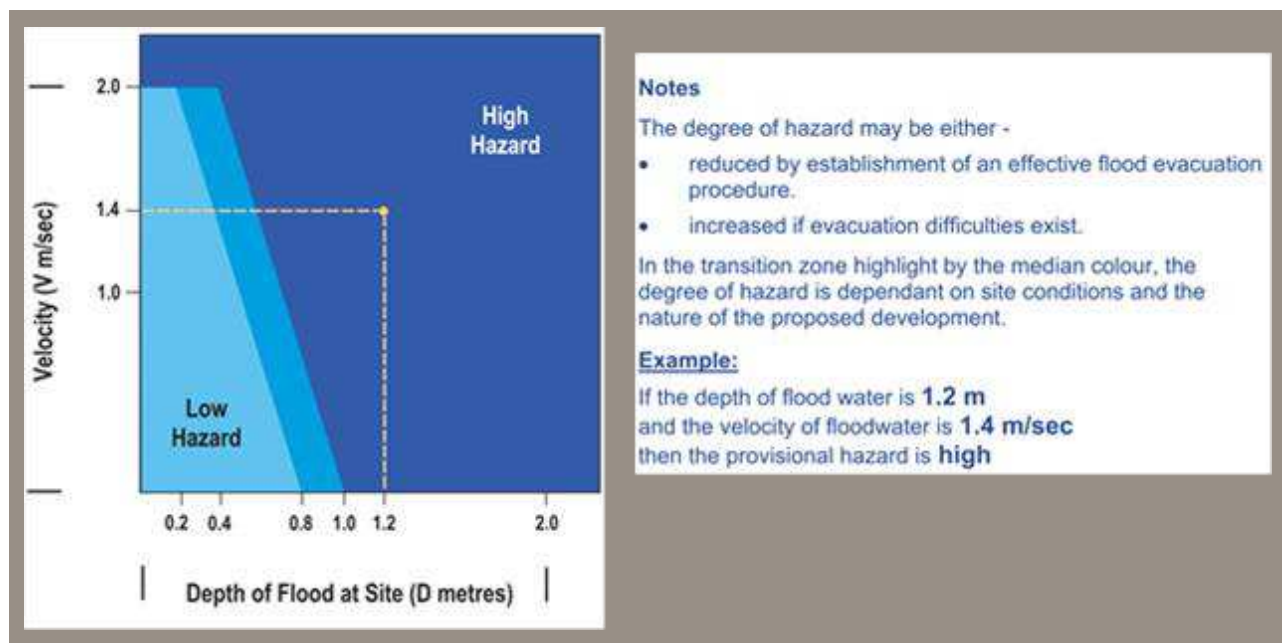 2.0
High
Hazard
1.4
1.0
Velocity (V m/sec)
Low
Hazard
0.2 0.4 0.8 1.0 1.2 2.0
Depth of Flood at Site (D metres)
Notes
The degree of hazard may be either -
• reduced by establishment of an effective flood evacuation
procedure.
• increased if evacuation difficulties exist.
In the transition zone highlight by the median colour, the
degree of hazard is dependant on site conditions and the
nature of the proposed development.
Example:
If the depth of flood water is 1.2 m
and the velocity of floodwater is 1.4 m/sec
then the provisional hazard is high